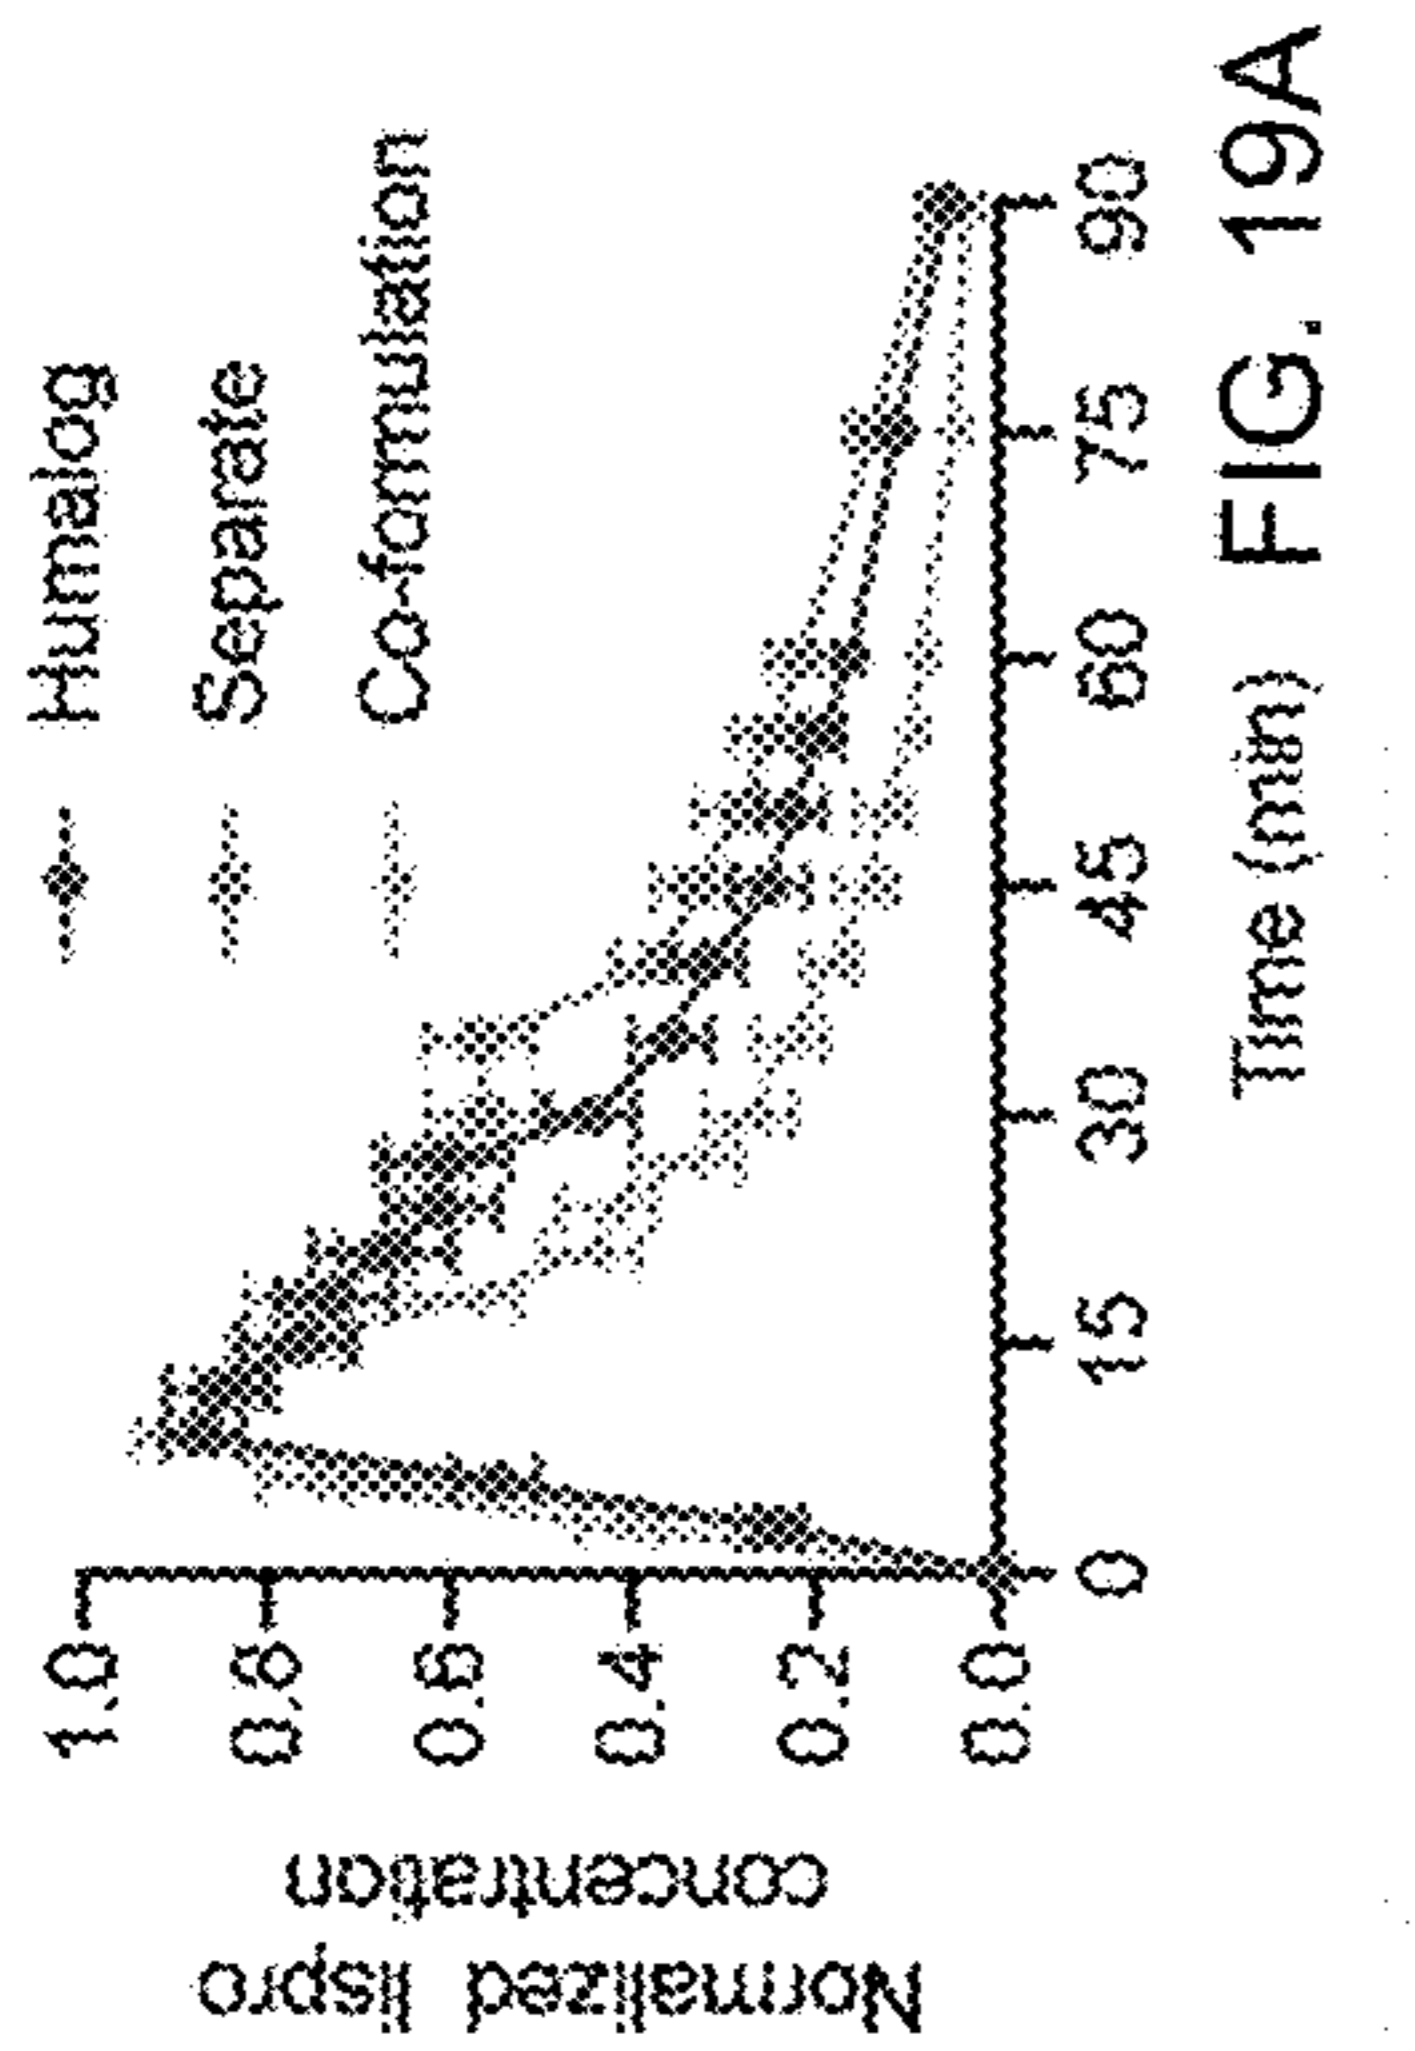 Humalog
Separate
Co-formulation
Normalized lispro
concentration
1.0
0.8
0.6
0.4
0.2
0.0
0
15
30
45
60
75
90
Time (min)
FIG. 19A